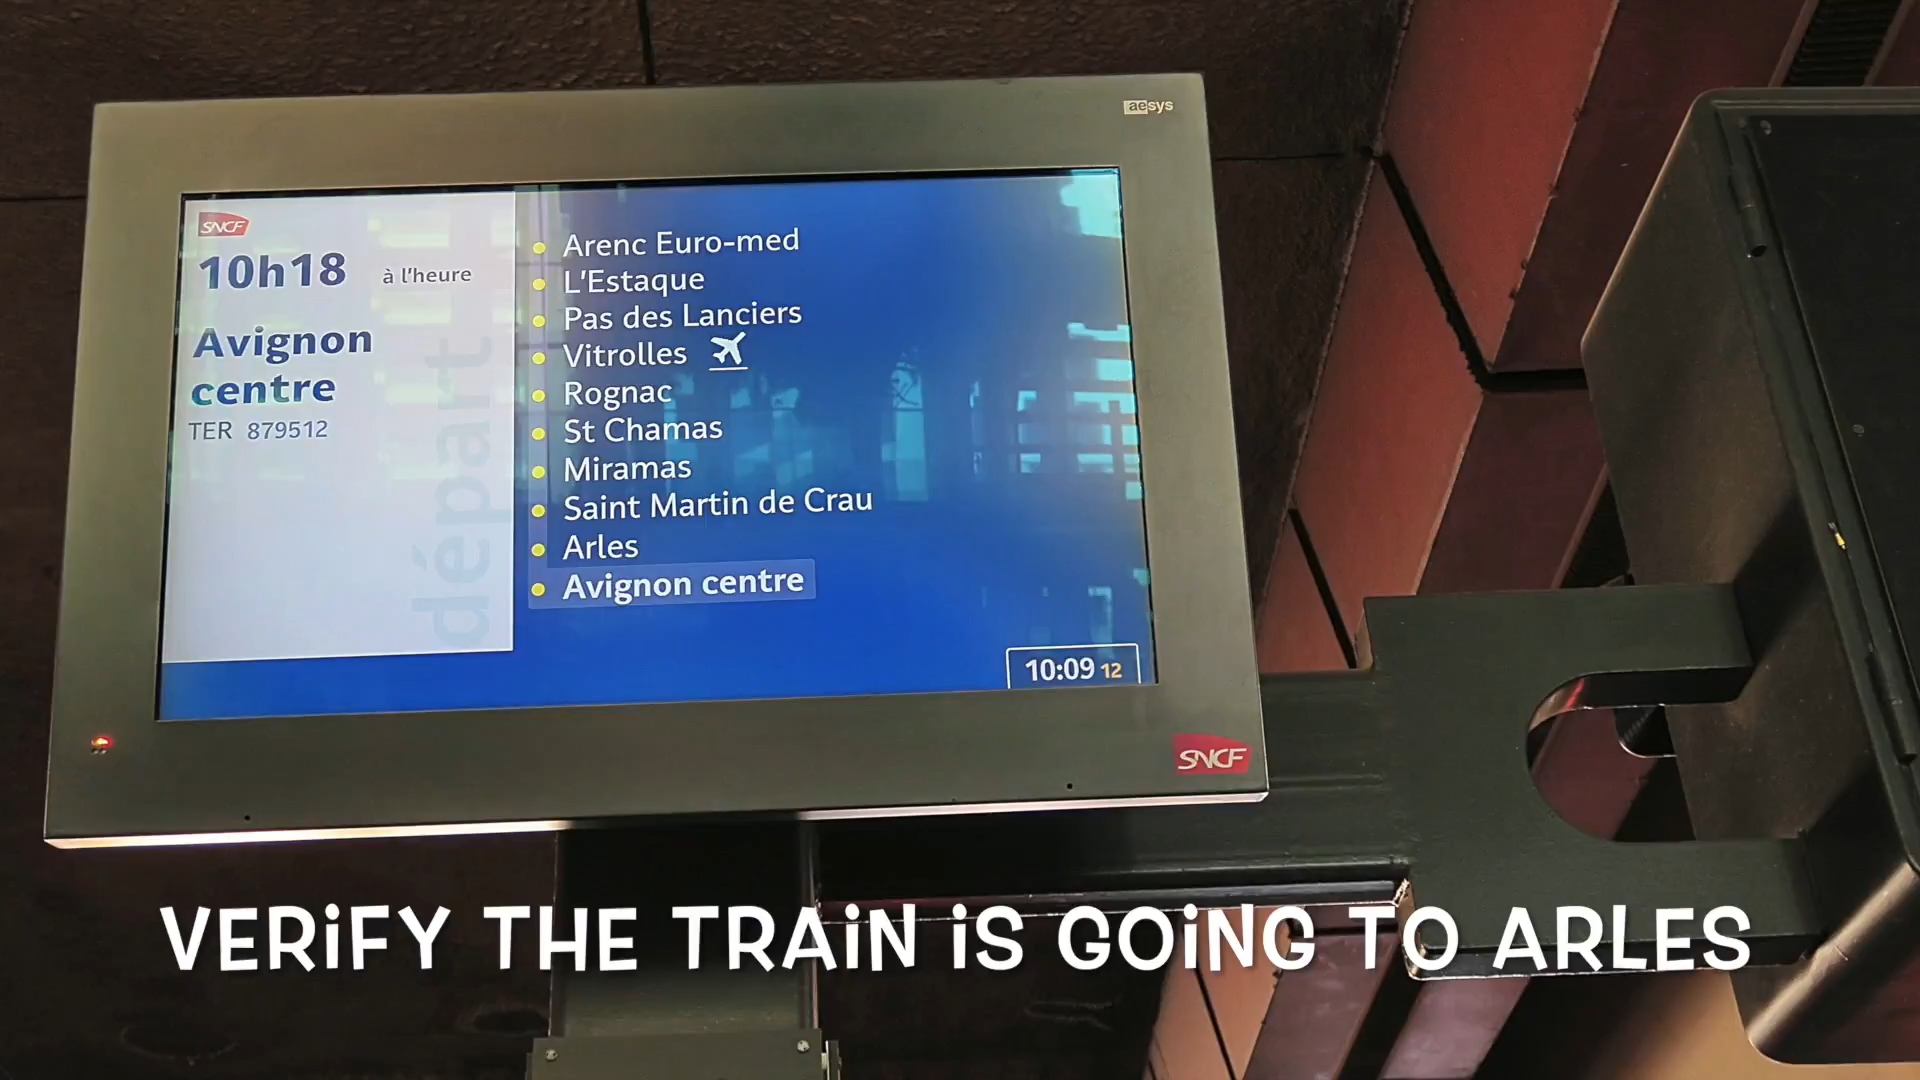 aesys
SNCF
10h18 à l'heure
Avignon
centre
TER 879512
départ
Arenc Euro-med
L'Estaque
Pas des Lanciers
Vitrolles
Rognac
St Chamas
Miramas
Saint Martin de Crau
Arles
Avignon centre
10:09 12
SNCF
VERiFY THE TRAiN iS GOiNG TO ARLES